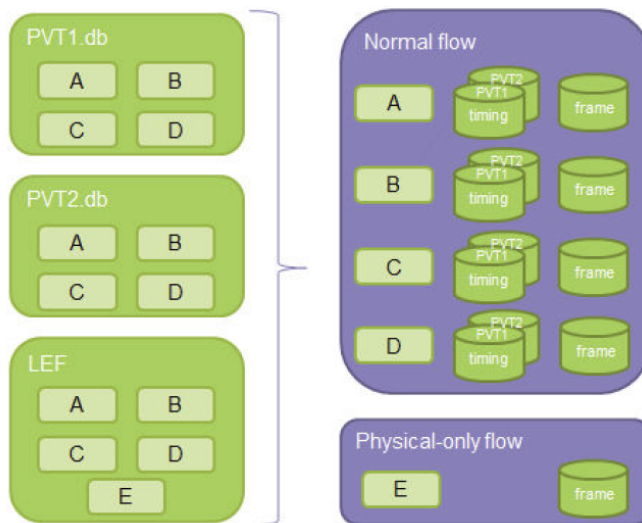 PVT1.db
A B
C D
PVT2.db
A B
C D
LEF
A B
C D
E
Normal flow
A PVT2 PVT1 timing frame
B PVT2 PVT1 timing frame
C PVT2 PVT1 timing frame
D PVT2 PVT1 timing frame
Physical-only flow
E frame